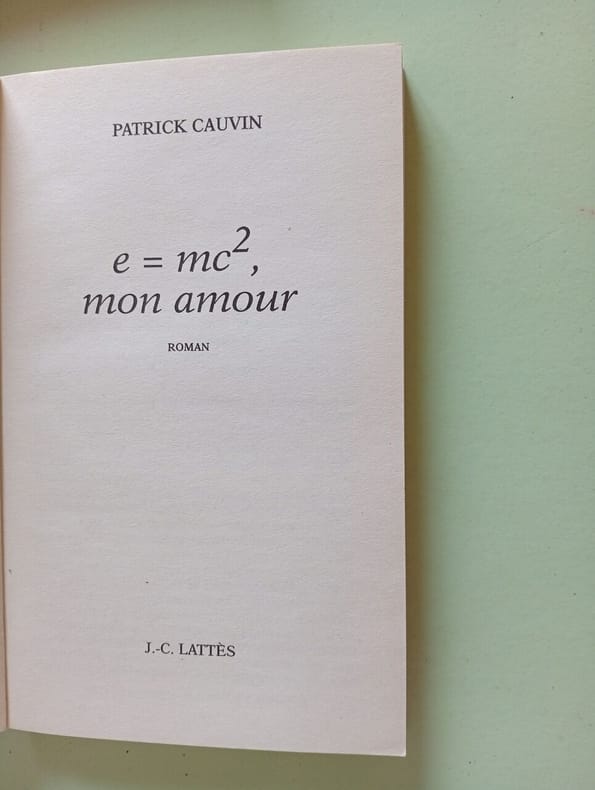 PATRICK CAUVIN
e = mc²,
mon amour
ROMAN
J.-C. LATTÈS